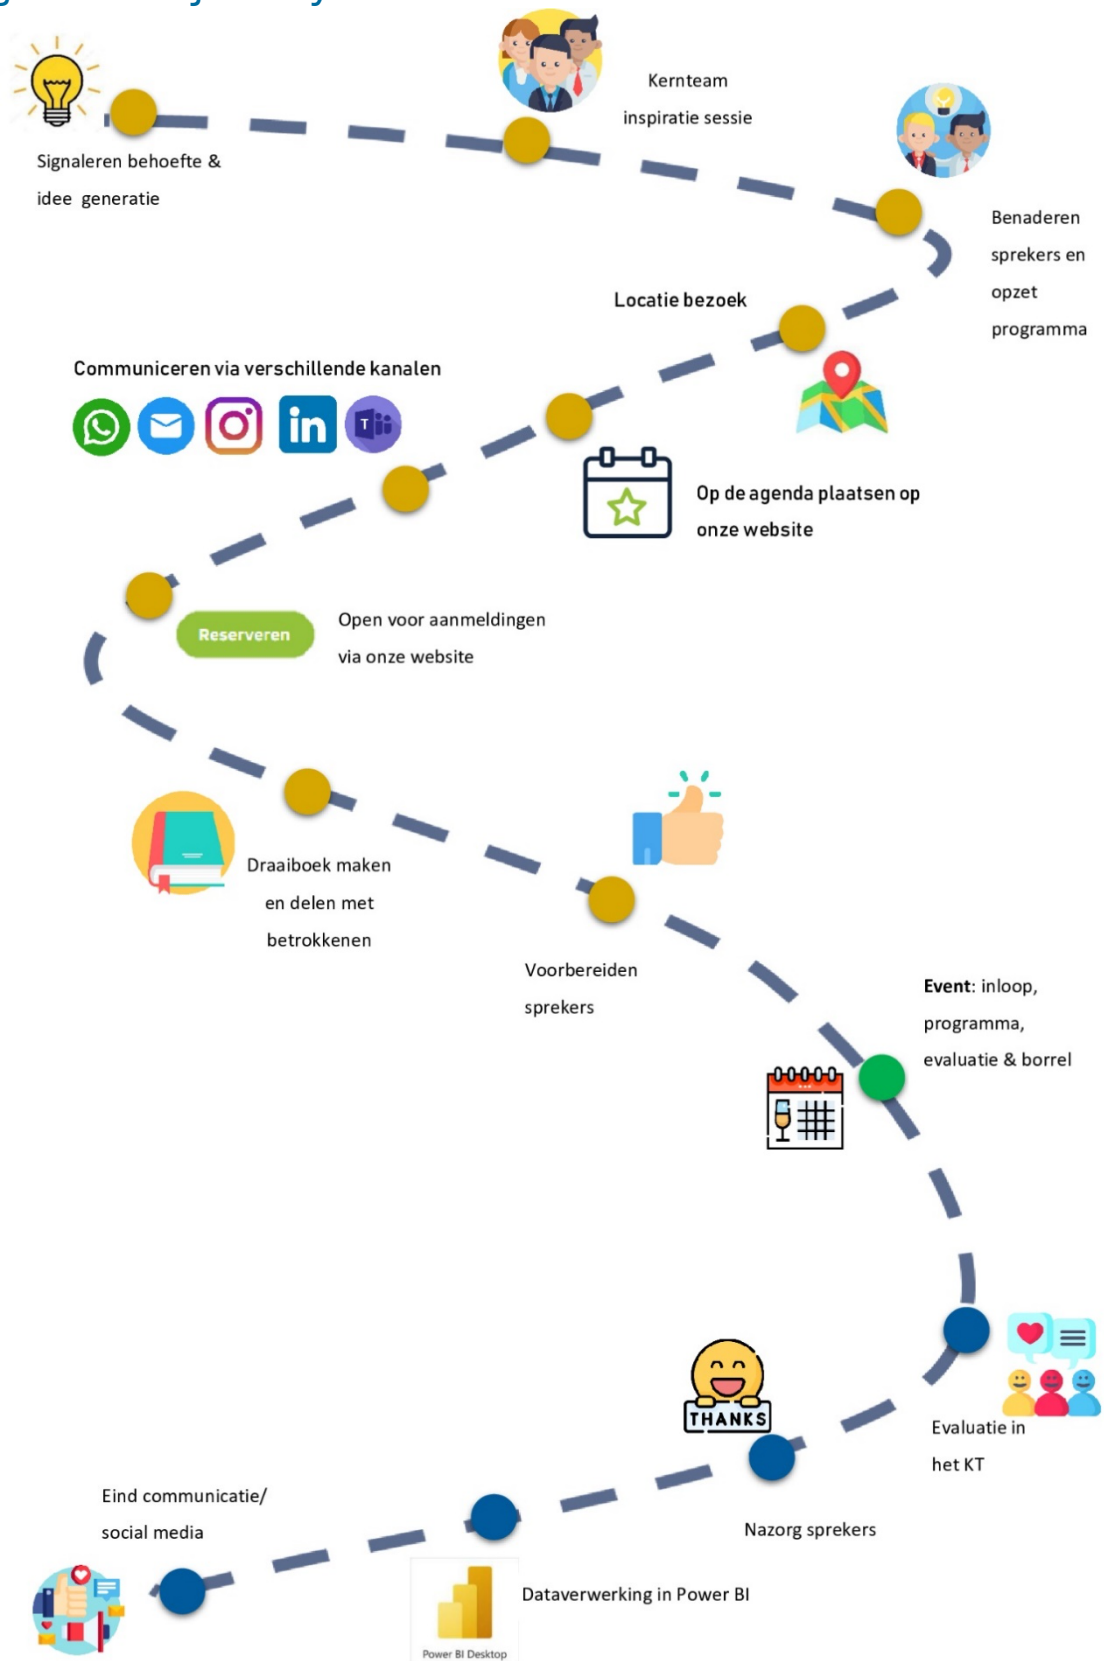 Signaleren behoefte &
idee generatie
Kernteam
inspiratie sessie
Benaderen
sprekers en
opzet
programma
Locatie bezoek
Op de agenda plaatsen op
onze website
Communiceren via verschillende kanalen
T
in
Reserveren
Open voor aanmeldingen
via onze website
Draaiboek maken
en delen met
betrokkenen
Voorbereiden
sprekers
Event: inloop,
programma,
evaluatie & borrel
Evaluatie in
het KT
THANKS
Nazorg sprekers
Dataverwerking in Power BI
Power BI Desktop
Eind communicatie/
social media